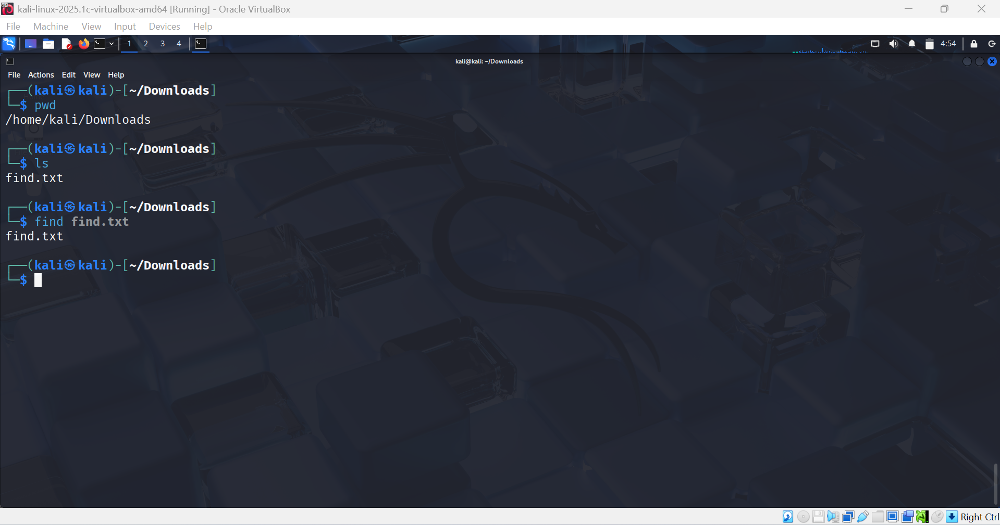 kali-linux-2025.1c-virtualbox-amd64 [Running] - Oracle VirtualBox
File Machine View Input Devices Help
1 2 3 4 4:54
kali@kali: ~/Downloads
File Actions Edit View Help
┌──(kali㉿kali)-[~/Downloads]
└─$ pwd
/home/kali/Downloads
┌──(kali㉿kali)-[~/Downloads]
└─$ ls
find.txt
┌──(kali㉿kali)-[~/Downloads]
└─$ find find.txt
find.txt
┌──(kali㉿kali)-[~/Downloads]
└─$
Right Ctrl